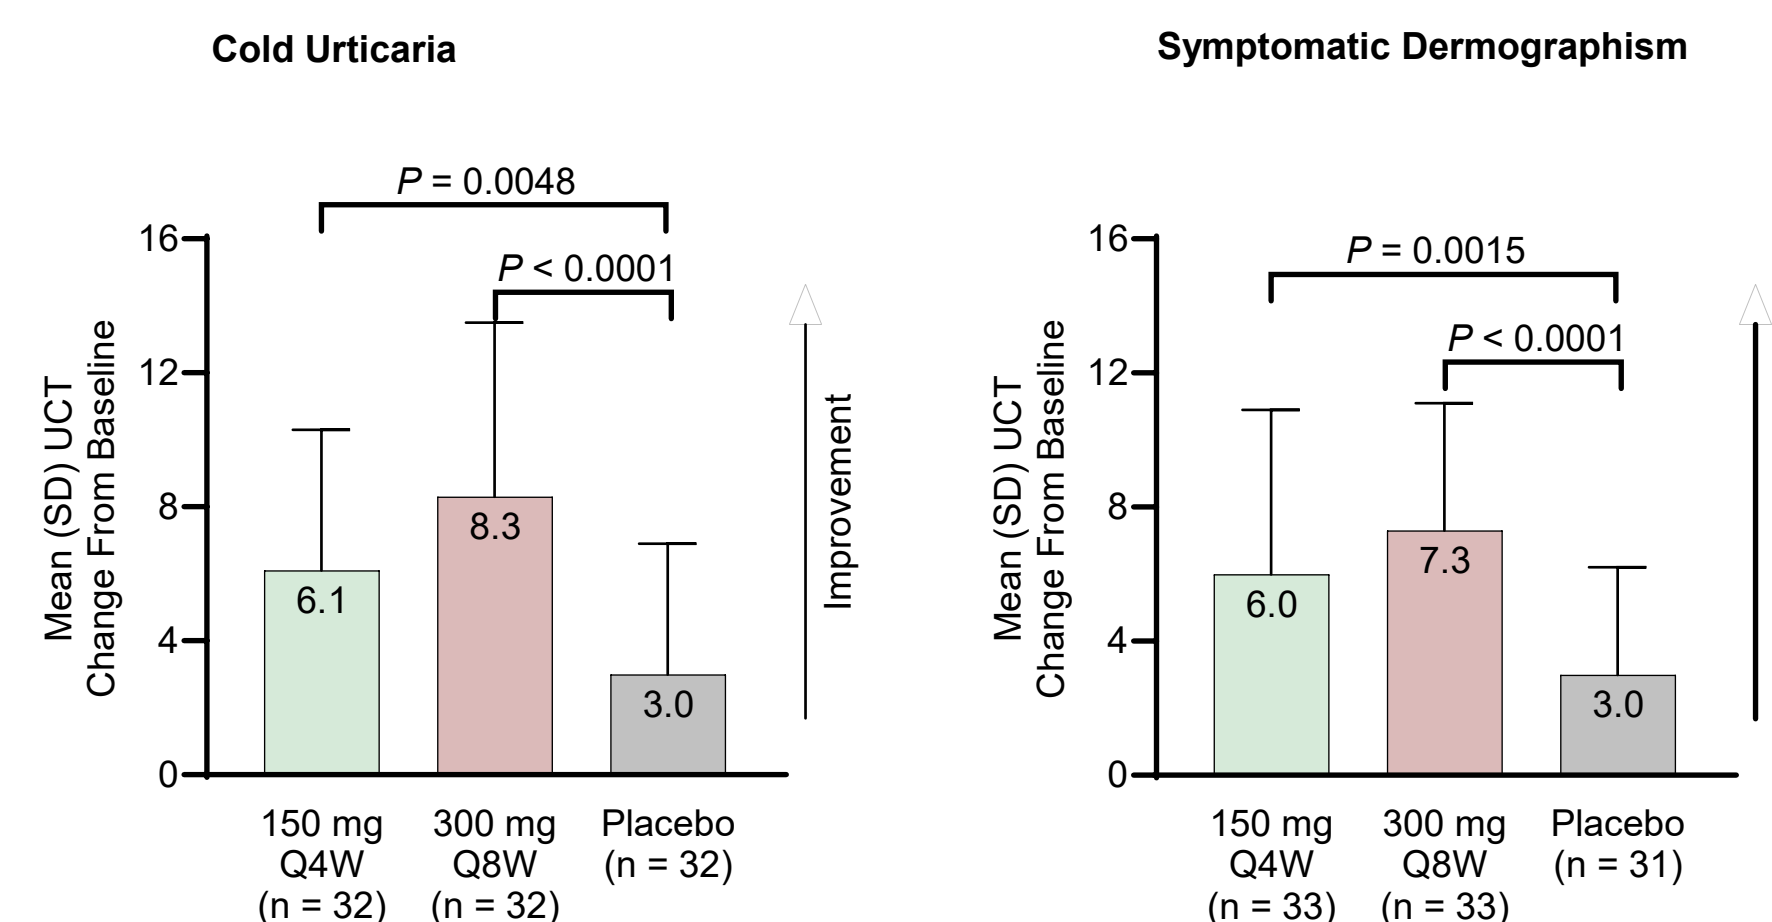 Cold Urticaria
P = 0.0048
P < 0.0001
16
12
8
4
0
Mean (SD) UCT
Change From Baseline
6.1
8.3
3.0
Improvement
150 mg
Q4W
(n = 32)
300 mg
Q8W
(n = 32)
Placebo
(n = 32)
Symptomatic Dermographism
P = 0.0015
P < 0.0001
16
12
8
4
0
Mean (SD) UCT
Change From Baseline
6.0
7.3
3.0
150 mg
Q4W
(n = 33)
300 mg
Q8W
(n = 33)
Placebo
(n = 31)